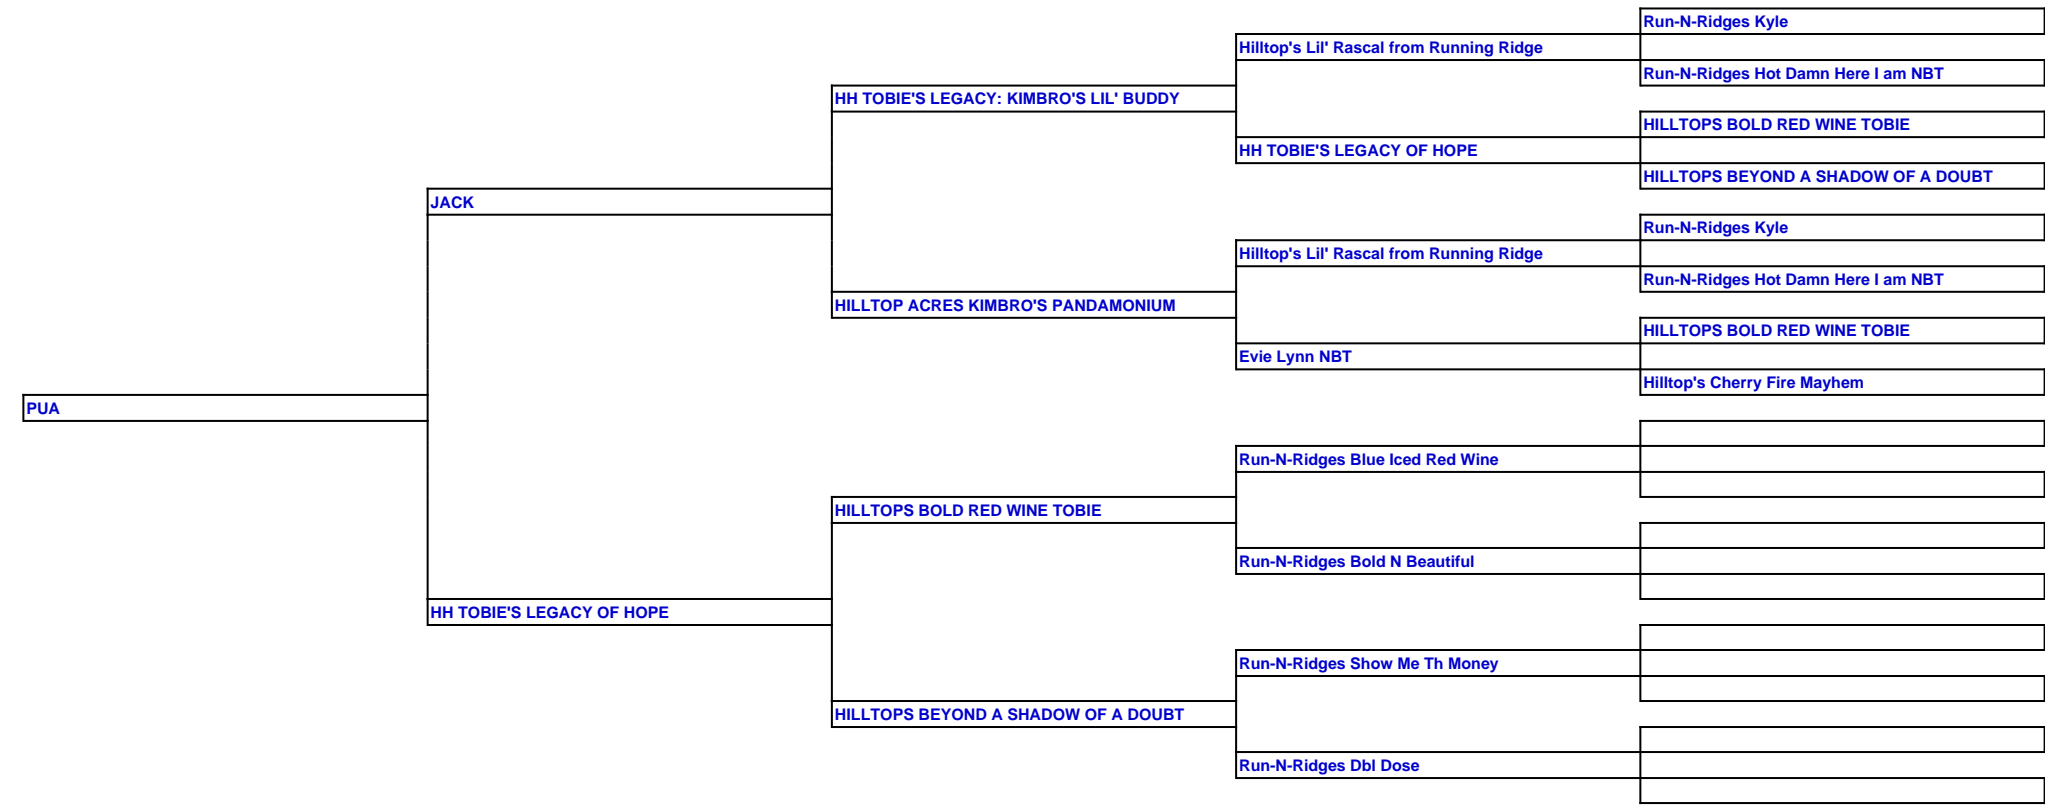 Run-N-Ridges Kyle
Hilltop's Lil' Rascal from Running Ridge
Run-N-Ridges Hot Damn Here I am NBT
HH TOBIE'S LEGACY: KIMBRO'S LIL' BUDDY
HILLTOPS BOLD RED WINE TOBIE
HH TOBIE'S LEGACY OF HOPE
HILLTOPS BEYOND A SHADOW OF A DOUBT
JACK
Run-N-Ridges Kyle
Hilltop's Lil' Rascal from Running Ridge
Run-N-Ridges Hot Damn Here I am NBT
HILLTOP ACRES KIMBRO'S PANDAMONIUM
HILLTOPS BOLD RED WINE TOBIE
Evie Lynn NBT
Hilltop's Cherry Fire Mayhem
PUA
Run-N-Ridges Blue Iced Red Wine
HILLTOPS BOLD RED WINE TOBIE
Run-N-Ridges Bold N Beautiful
HH TOBIE'S LEGACY OF HOPE
Run-N-Ridges Show Me Th Money
HILLTOPS BEYOND A SHADOW OF A DOUBT
Run-N-Ridges Dbl Dose